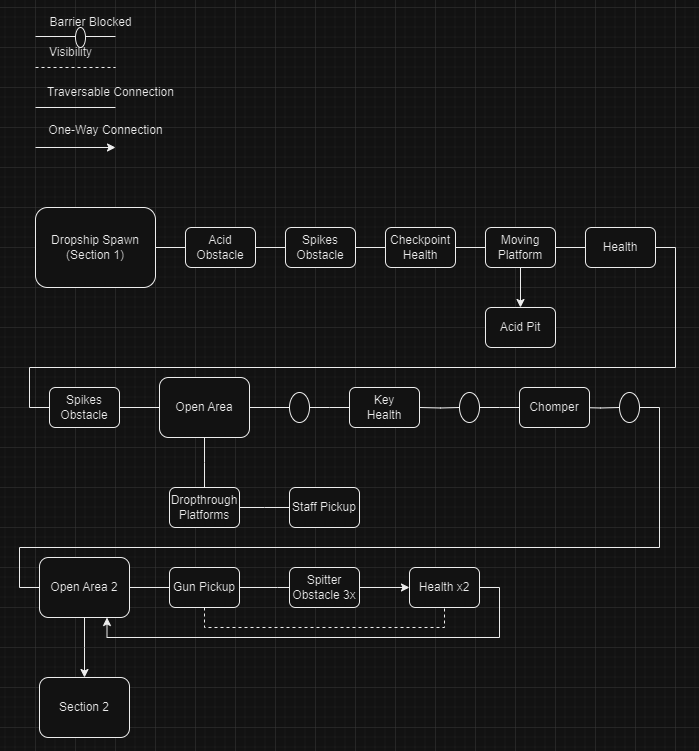 Barrier Blocked
Visibility
Traversable Connection
One-Way Connection
Dropship Spawn
(Section 1)
Acid
Obstacle
Spikes
Obstacle
Checkpoint
Health
Moving
Platform
Health
Acid Pit
Spikes
Obstacle
Open Area
Key
Health
Chomper
Dropthrough
Platforms
Staff Pickup
Open Area 2
Gun Pickup
Spitter
Obstacle 3x
Health x2
Section 2